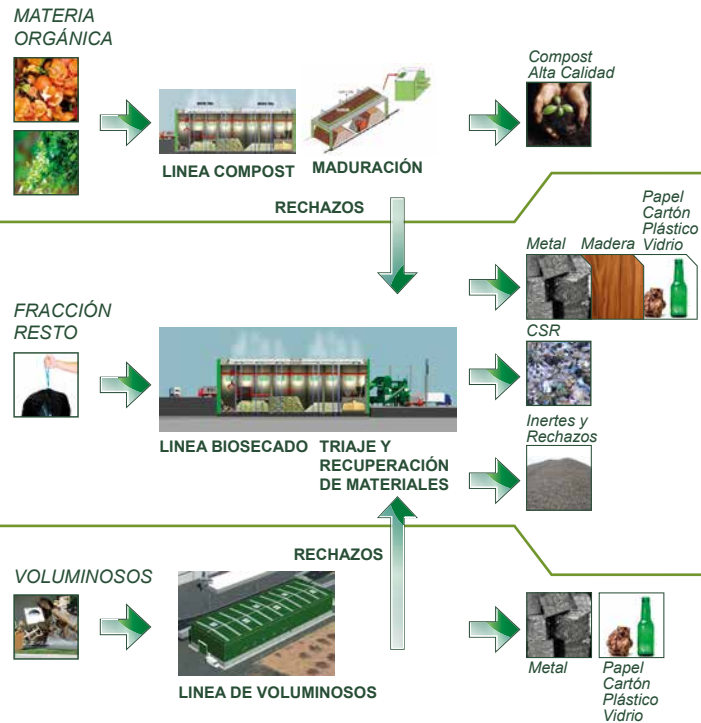 MATERIA
ORGÁNICA
Compost
Alta Calidad
LINEA COMPOST
MADURACIÓN
RECHAZOS
Papel
Cartón
Plástico
Metal Madera Vidrio
FRACCIÓN
RESTO
CSR
Inertes y
Rechazos
LINEA BIOSECADO
TRIAJE Y
RECUPERACIÓN
DE MATERIALES
RECHAZOS
VOLUMINOSOS
LINEA DE VOLUMINOSOS
Metal
Papel
Cartón
Plástico
Vidrio